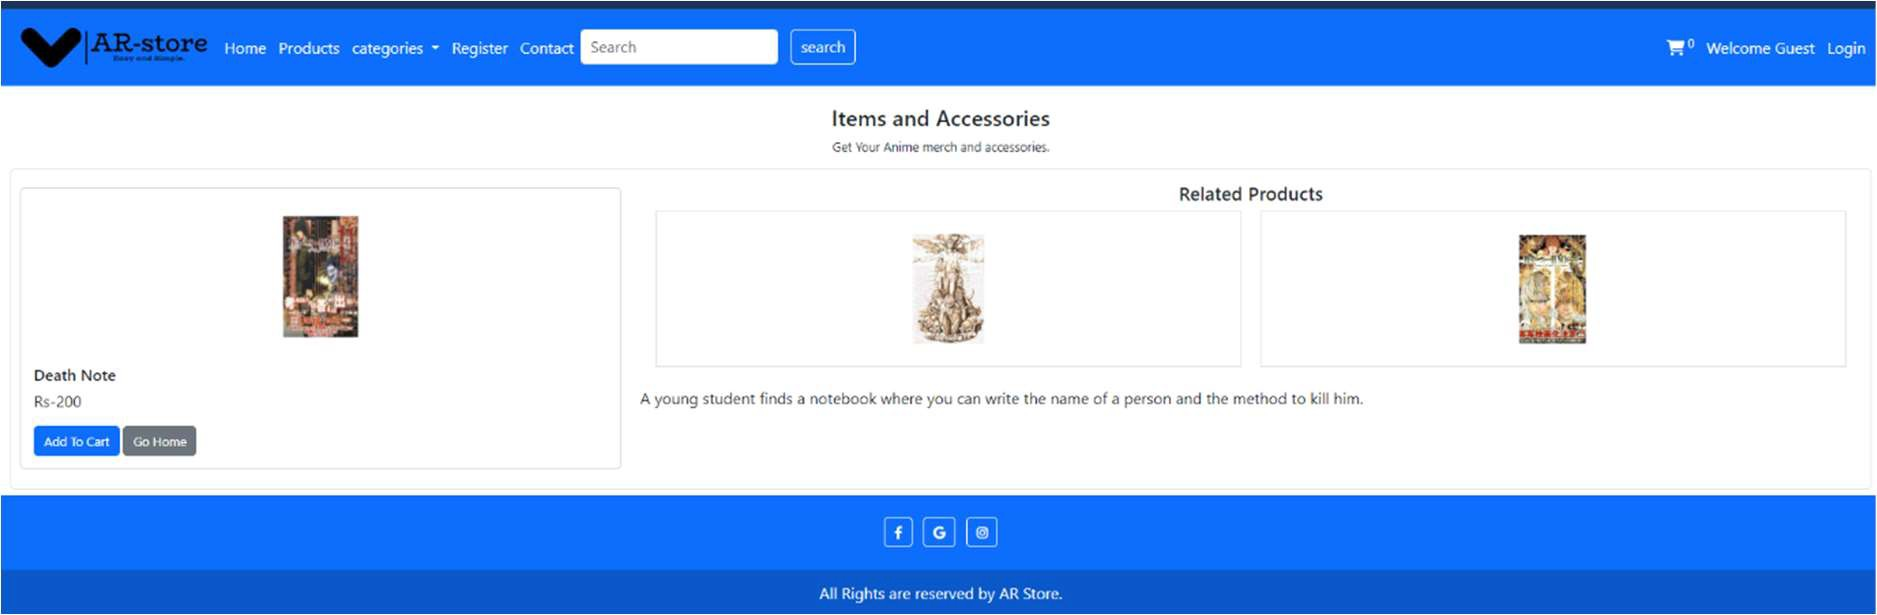 AR-store
Easy and Simple.
Home Products categories Register Contact Search search 0 Welcome Guest Login
Items and Accessories
Get Your Anime merch and accessories.
Related Products
Death Note
Rs-200
Add To Cart Go Home
A young student finds a notebook where you can write the name of a person and the method to kill him.
All Rights are reserved by AR Store.